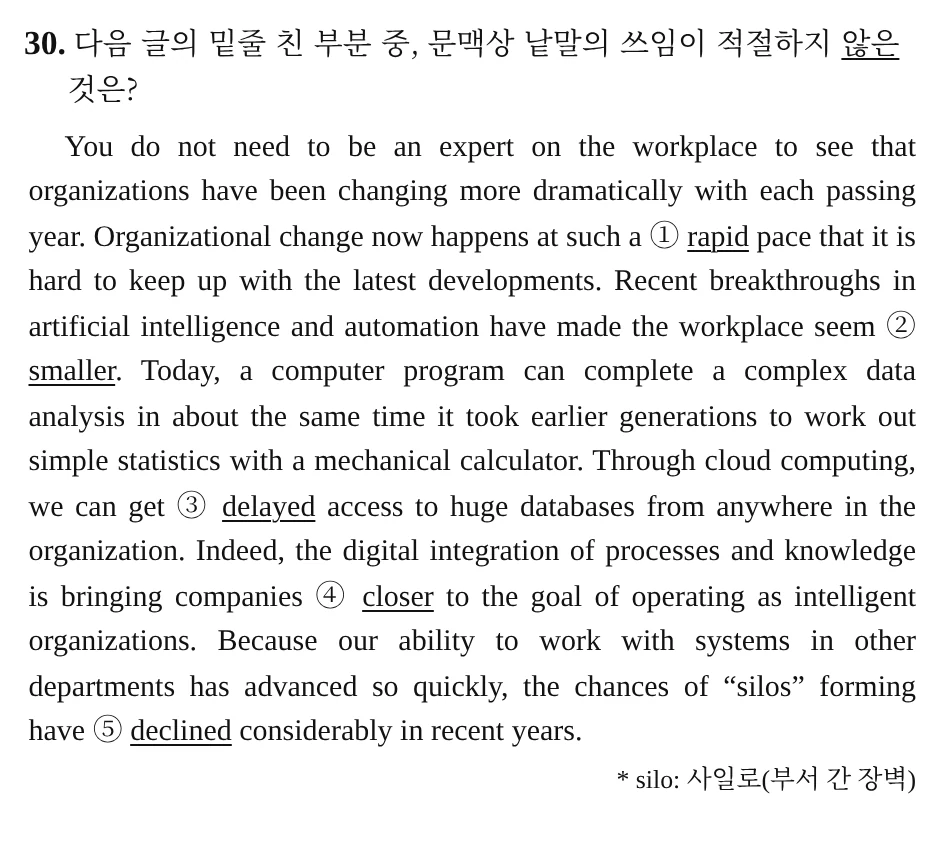 30. 다음 글의 밑줄 친 부분 중, 문맥상 낱말의 쓰임이 적절하지 않은
것은?
You do not need to be an expert on the workplace to see that
organizations have been changing more dramatically with each passing
year. Organizational change now happens at such a ① rapid pace that it is
hard to keep up with the latest developments. Recent breakthroughs in
artificial intelligence and automation have made the workplace seem ②
smaller. Today, a computer program can complete a complex data
analysis in about the same time it took earlier generations to work out
simple statistics with a mechanical calculator. Through cloud computing,
we can get ③ delayed access to huge databases from anywhere in the
organization. Indeed, the digital integration of processes and knowledge
is bringing companies ④ closer to the goal of operating as intelligent
organizations. Because our ability to work with systems in other
departments has advanced so quickly, the chances of “silos” forming
have ⑤ declined considerably in recent years.
* silo: 사일로(부서 간 장벽)